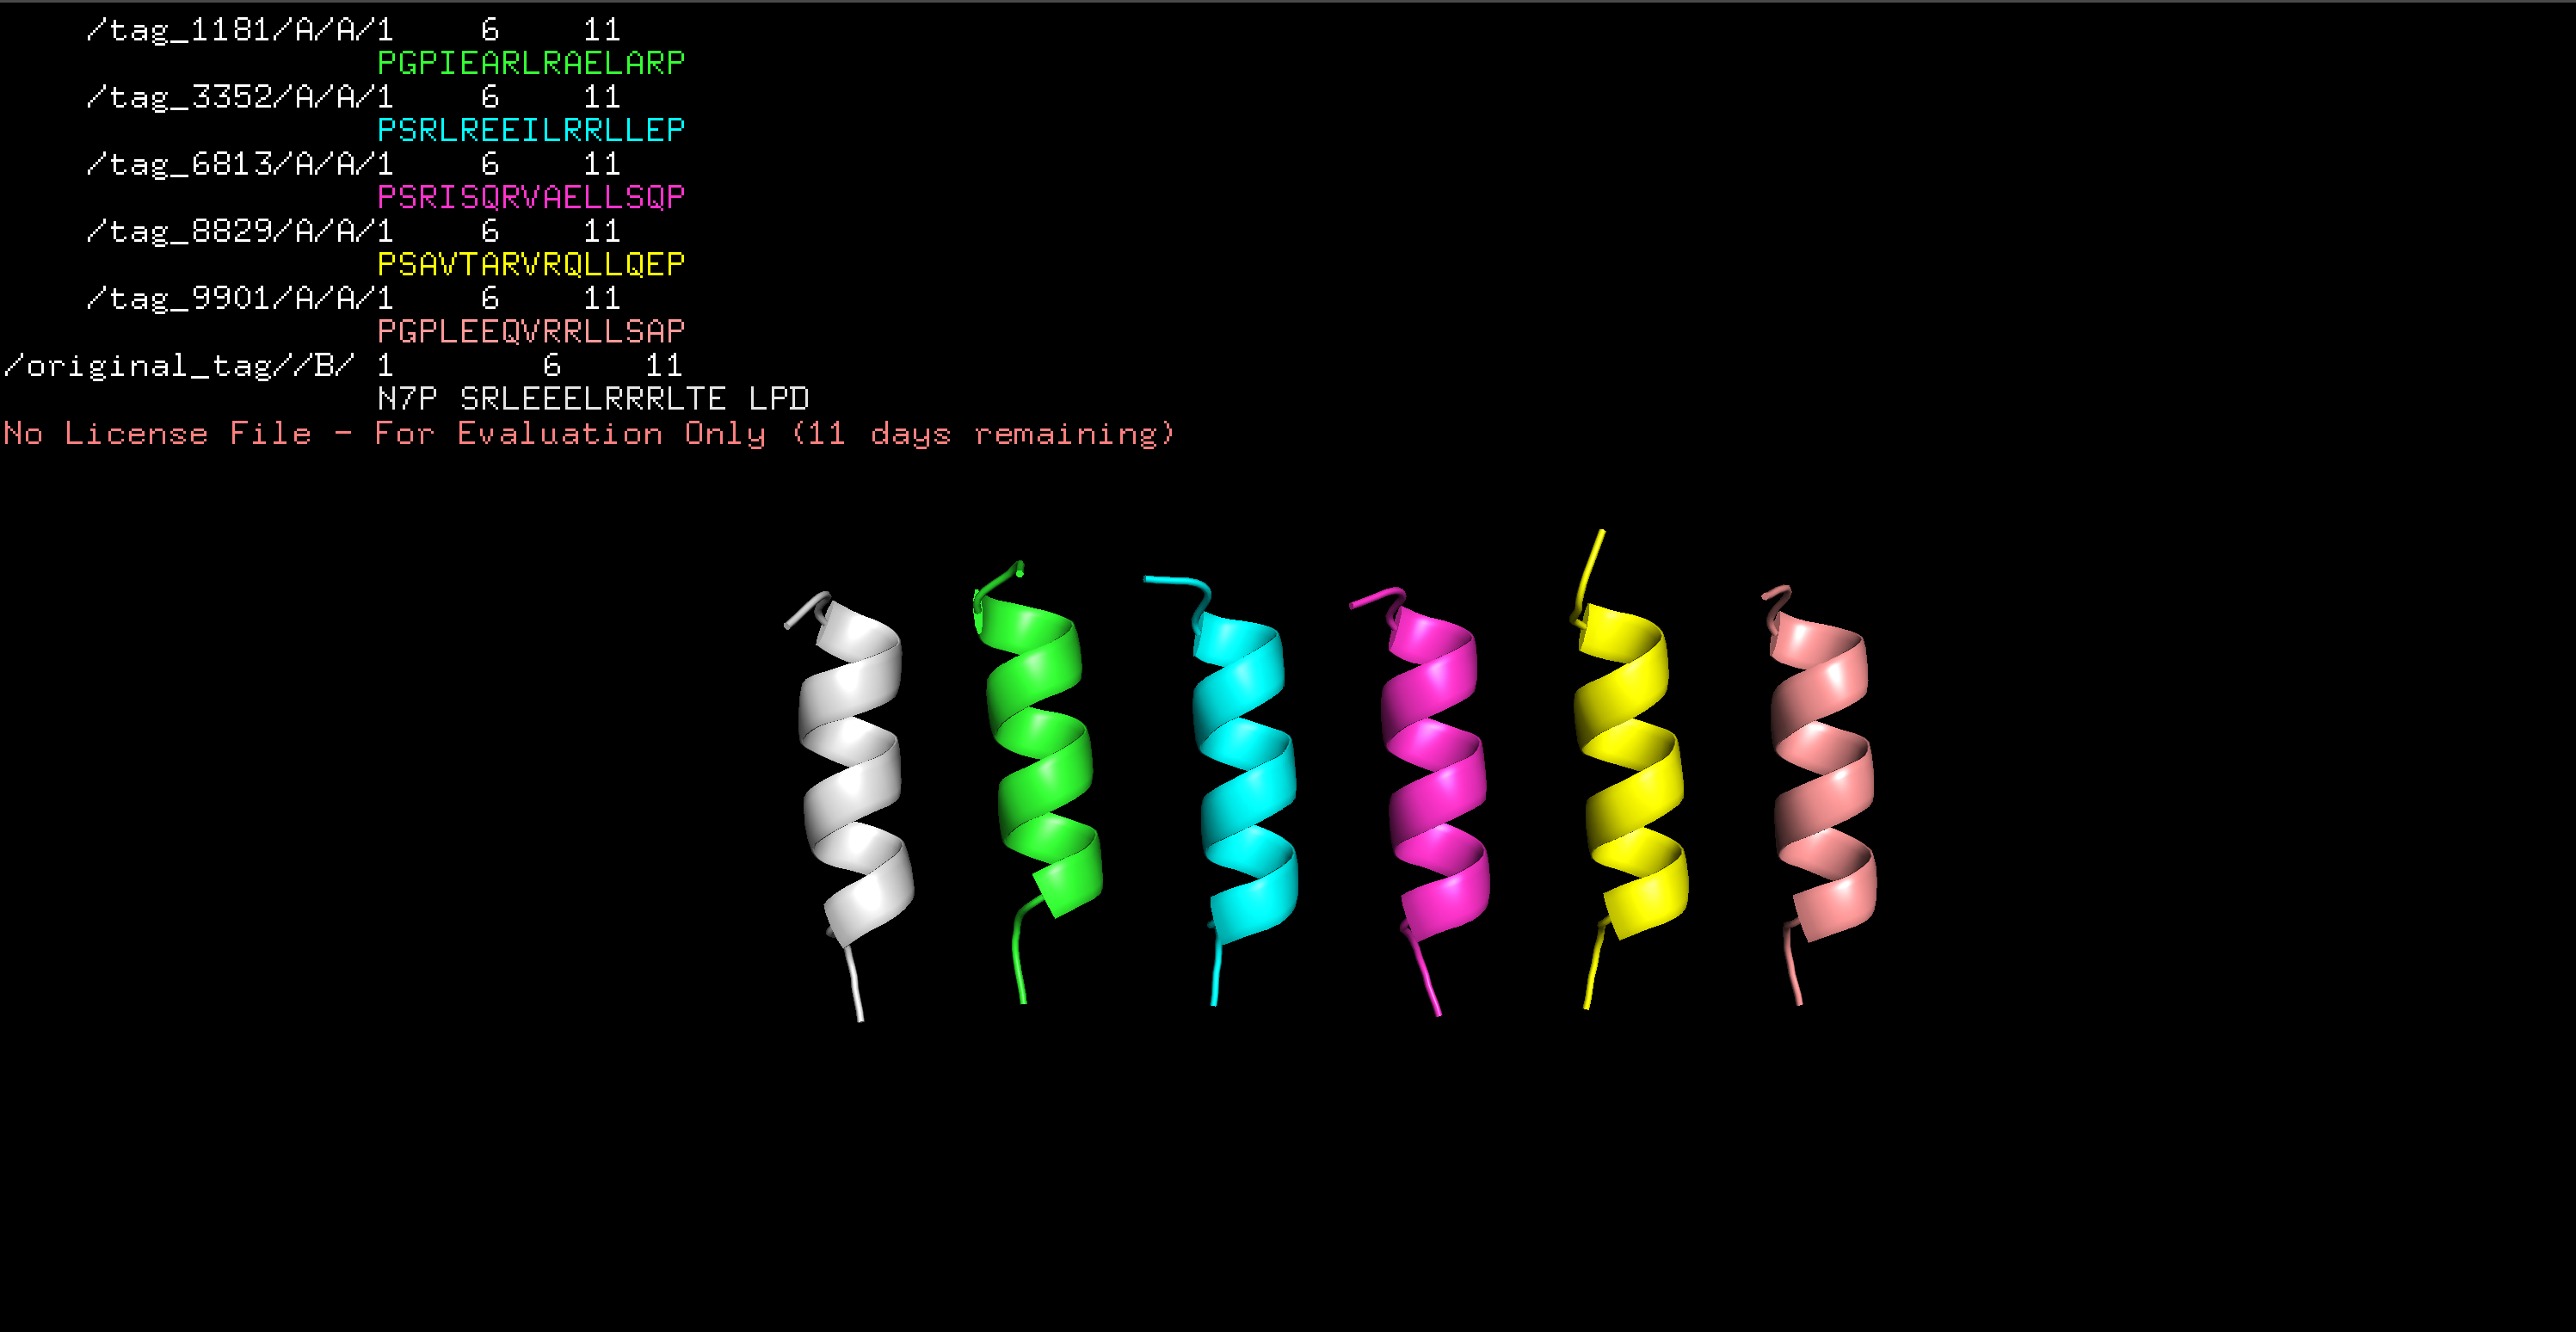 /tag_1181/A/A/1 6 11
PGPIEARLRAELARP
/tag_3352/A/A/1 6 11
PSRLREEILRRLLEP
/tag_6813/A/A/1 6 11
PSRISQRVAELLSQP
/tag_8829/A/A/1 6 11
PSAVTARVRQLLQEP
/tag_9901/A/A/1 6 11
PGPLEEQVRRLLSAP
/original_tag//B/ 1 6 11
N7P SRLEEELRRRLTE LPD
No License File - For Evaluation Only (11 days remaining)